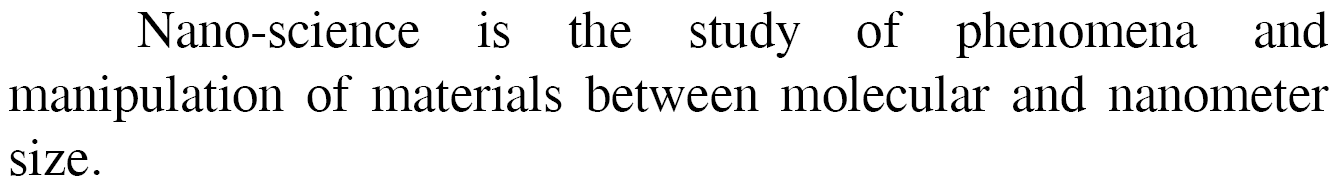 Nano-science is the study of phenomena and
manipulation of materials between molecular and nanometer
size.